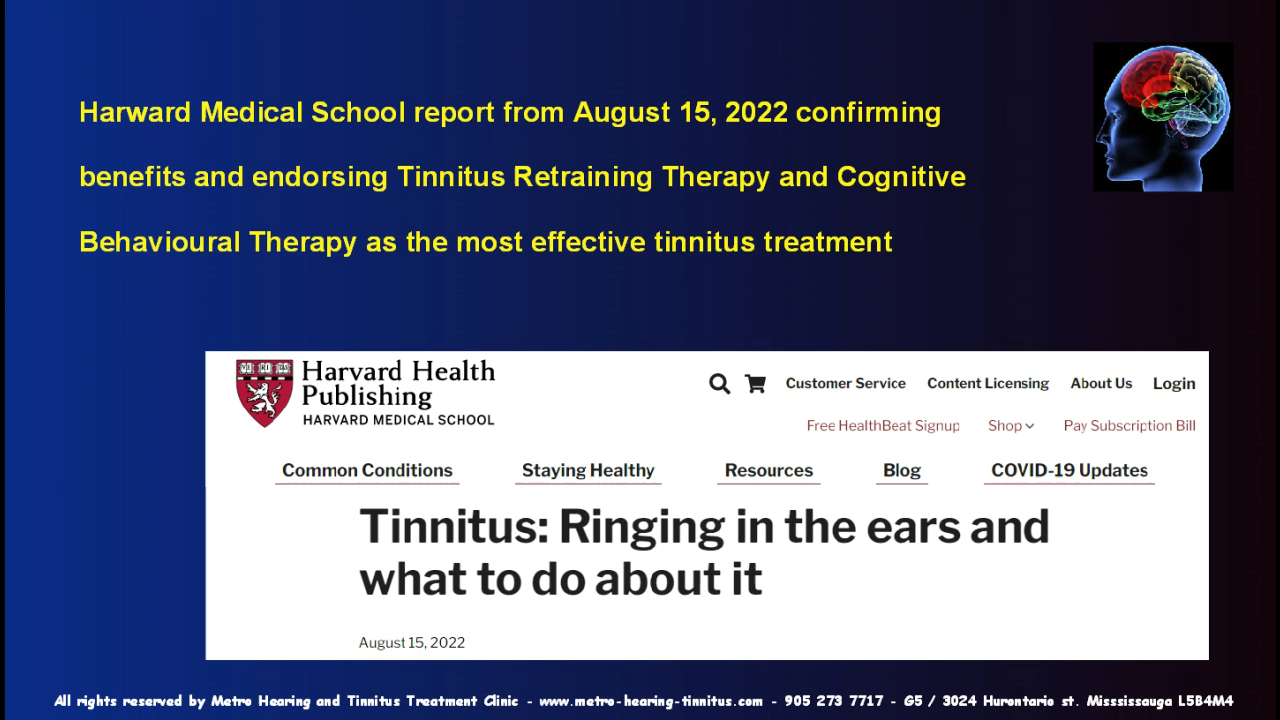 Harward Medical School report from August 15, 2022 confirming
benefits and endorsing Tinnitus Retraining Therapy and Cognitive
Behavioural Therapy as the most effective tinnitus treatment
Harvard Health
Publishing
HARVARD MEDICAL SCHOOL
Customer Service Content Licensing About Us Login
Free HealthBeat Signup Shop Pay Subscription Bill
Common Conditions Staying Healthy Resources Blog COVID-19 Updates
Tinnitus: Ringing in the ears and
what to do about it
August 15, 2022
All rights reserved by Metro Hearing and Tinnitus Treatment Clinic - www.metro-hearing-tinnitus.com - 905 273 7717 - G5 / 3024 Hurontario st. Mississauga L5B4M4